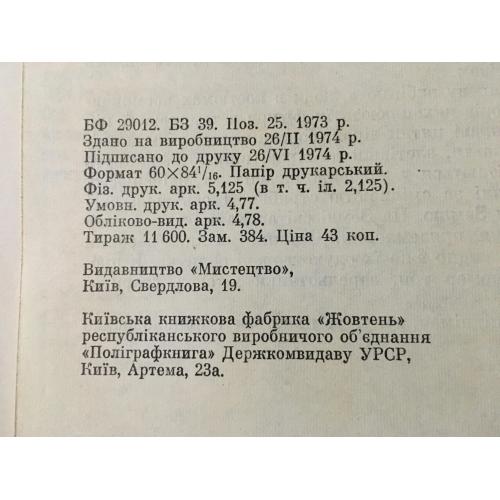 БФ 29012. БЗ 39. Поз. 25. 1973 р.
Здано на виробництво 26/II 1974 р.
Підписано до друку 26/VI 1974 р.
Формат 60×84¹/₁₆. Папір друкарський.
Фіз. друк. арк. 5,125 (в т. ч. іл. 2,125).
Умовн. друк. арк. 4,77.
Обліково-вид. арк. 4,78.
Тираж 11 600. Зам. 384. Ціна 43 коп.
Видавництво «Мистецтво»,
Київ, Свердлова, 19.
Київська книжкова фабрика «Жовтень»
республіканського виробничого об'єднання
«Поліграфкнига» Держкомвидаву УРСР,
Київ, Артема, 23а.